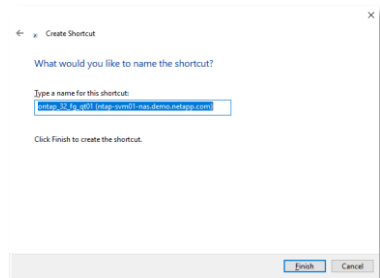 Create Shortcut
What would you like to name the shortcut?
Type a name for this shortcut:
ontap_32_fg_qt01 (ntap-svm01-nas.demo.netapp.com)
Click Finish to create the shortcut.
Finish Cancel